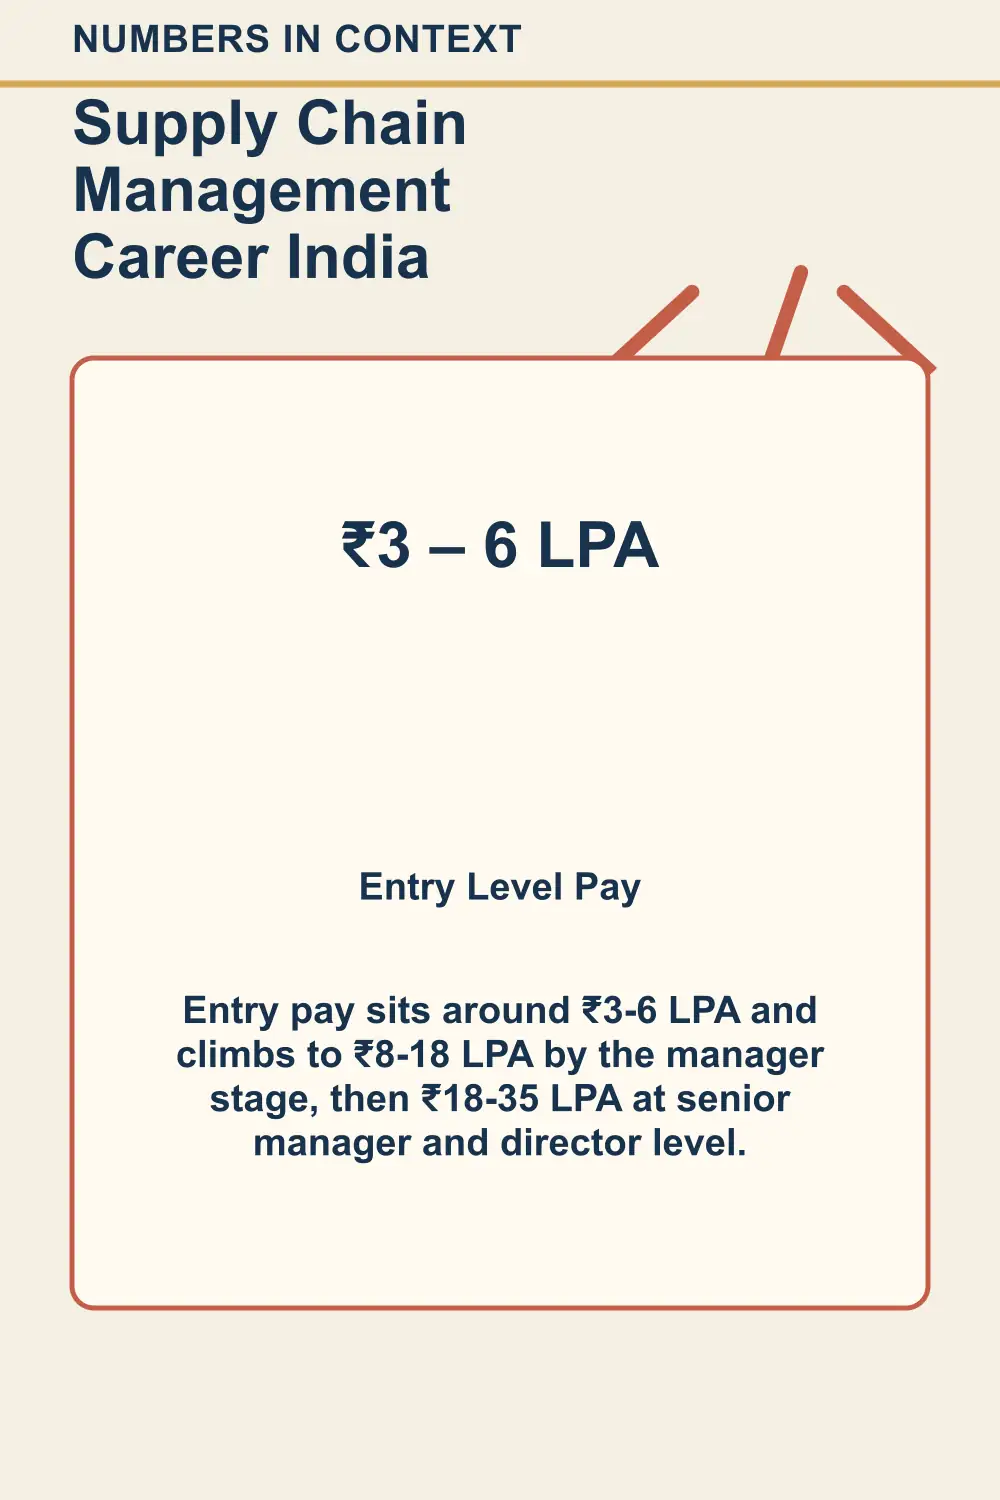 NUMBERS IN CONTEXT
Supply Chain
Management
Career India
₹3 – 6 LPA
Entry Level Pay
Entry pay sits around ₹3-6 LPA and
climbs to ₹8-18 LPA by the manager
stage, then ₹18-35 LPA at senior
manager and director level.